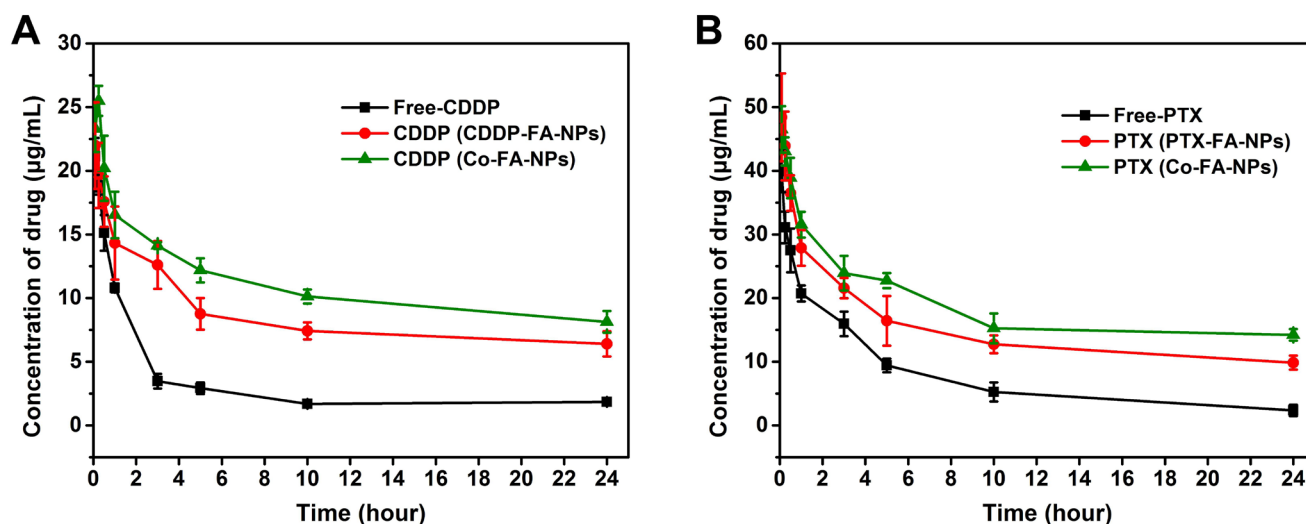 A
Concentration of drug (µg/mL)
30
25
20
15
10
5
0
Free-CDDP
CDDP (CDDP-FA-NPs)
CDDP (Co-FA-NPs)
0 2 4 6 8 10 12 14 16 18 20 22 24
Time (hour)
B
Concentration of drug (µg/mL)
60
50
40
30
20
10
0
Free-PTX
PTX (PTX-FA-NPs)
PTX (Co-FA-NPs)
0 2 4 6 8 10 12 14 16 18 20 22 24
Time (hour)